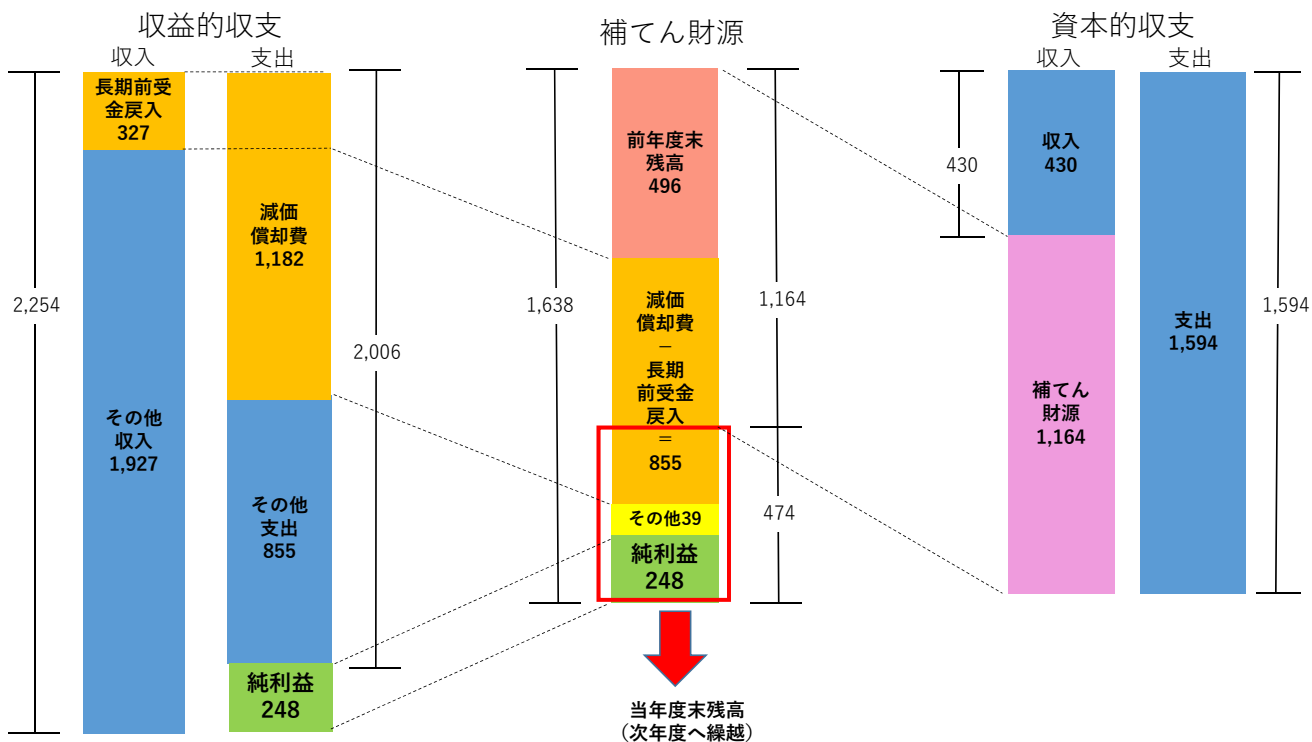 収益的収支
収入
支出
2,254
長期前受
金戻入
327
その他
収入
1,927
減価
償却費
1,182
その他
支出
855
純利益
248
2,006
補てん財源
1,638
前年度末
残高
496
減価
償却費
－
長期
前受金
戻入
＝
855
その他39
純利益
248
1,164
474
当年度末残高
（次年度へ繰越）
資本的収支
収入
支出
430
収入
430
補てん
財源
1,164
支出
1,594
1,594